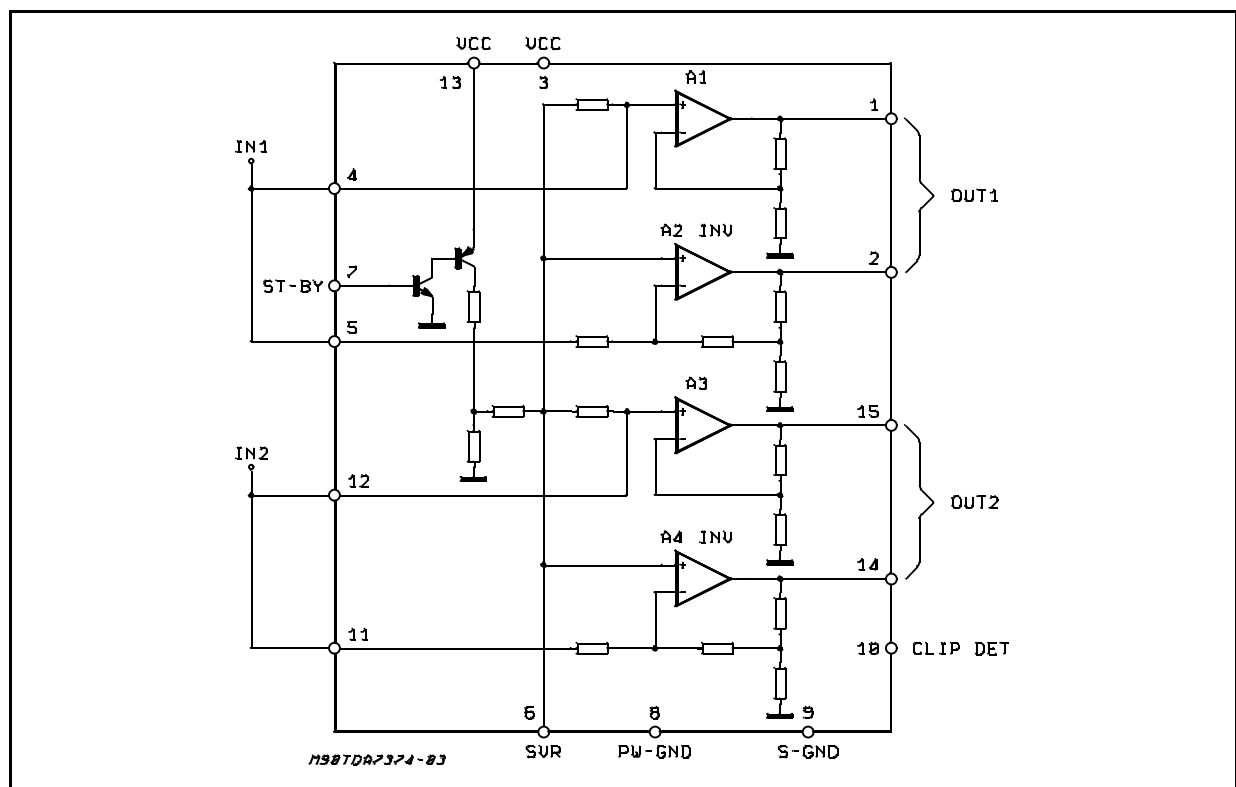 VCC VCC
13 3
A1
1
IN1
4
OUT1
A2 INV
2
7
ST-BY
5
A3
15
IN2
12
OUT2
A4 INV
14
11
10 CLIP DET
6 8 9
SVR PW-GND S-GND
M90TDA7374-03
+
-
+
-
+
-
+
-